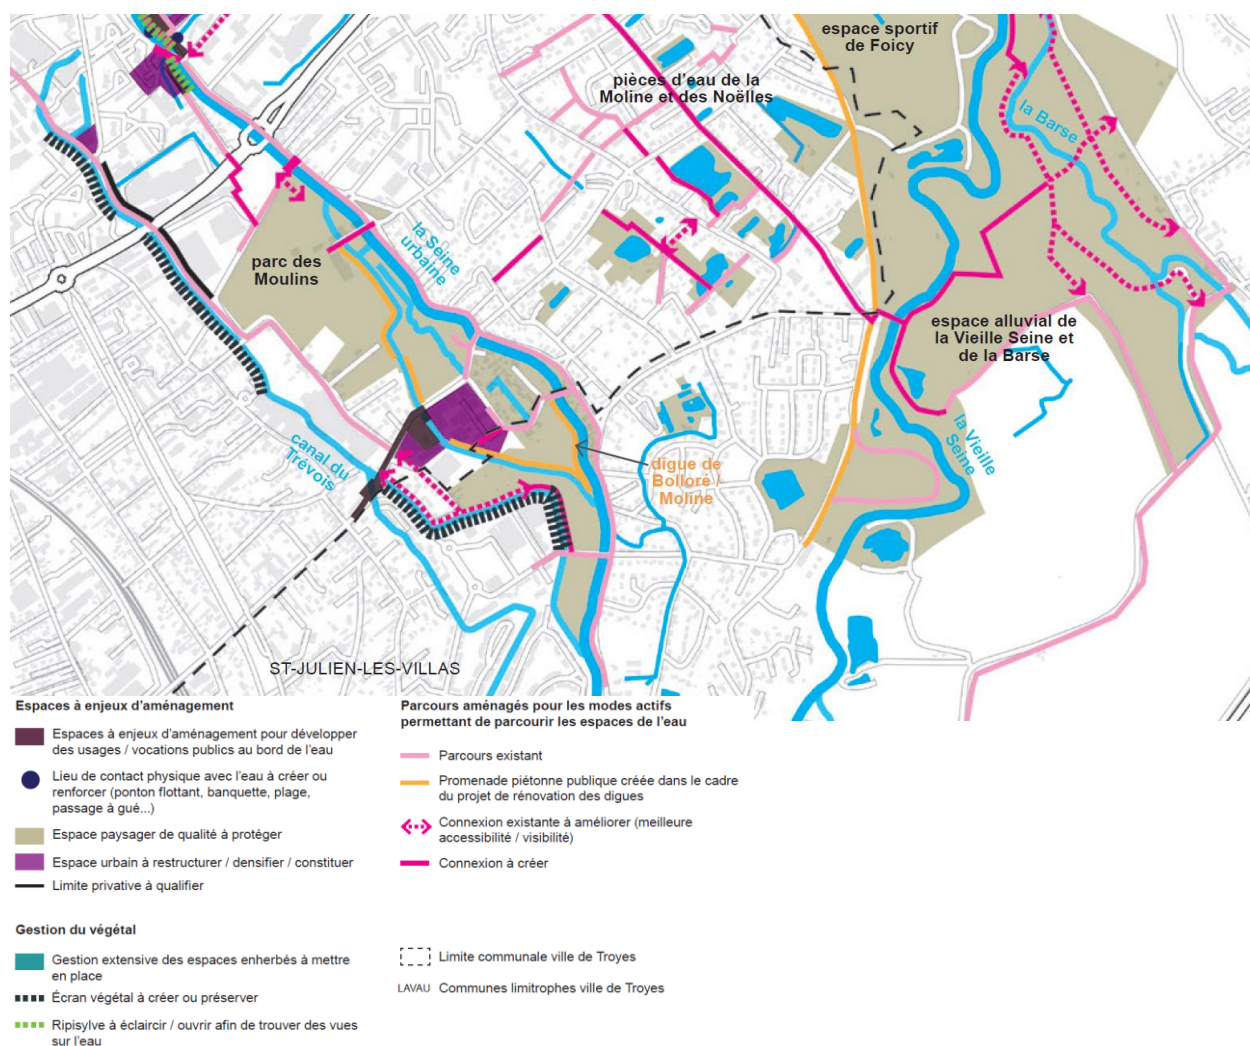 espace sportif
de Foicy
pièces d'eau de la
Moline et des Noëlles
la Barse
la Seine
urbaine
parc des
Moulins
espace alluvial de
la Vieille Seine et
de la Barse
canal du
Trévois
digue de
Bolloré /
Moline
la Vieille
Seine
ST-JULIEN-LES-VILLAS
Espaces à enjeux d'aménagement
Espaces à enjeux d'aménagement pour développer
des usages / vocations publics au bord de l'eau
Lieu de contact physique avec l'eau à créer ou
renforcer (ponton flottant, banquette, plage,
passage à gué...)
Espace paysager de qualité à protéger
Espace urbain à restructurer / densifier / constituer
Limite privative à qualifier
Gestion du végétal
Gestion extensive des espaces enherbés à mettre
en place
Écran végétal à créer ou préserver
Ripisylve à éclaircir / ouvrir afin de trouver des vues
sur l'eau
Parcours aménagés pour les modes actifs
permettant de parcourir les espaces de l'eau
Parcours existant
Promenade piétonne publique créée dans le cadre
du projet de rénovation des digues
Connexion existante à améliorer (meilleure
accessibilité / visibilité)
Connexion à créer
Limite communale ville de Troyes
LAVAU Communes limitrophes ville de Troyes